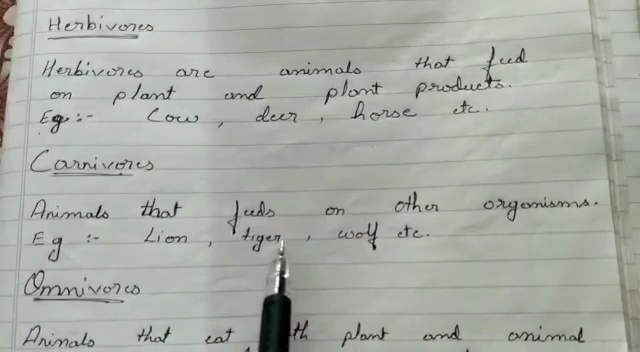 Herbivores
Herbivores are animals that feed
on plant and plant products.
Eg :- Cow, deer, horse etc.
Carnivores
Animals that feeds on other organisms.
Eg :- Lion, tiger, wolf etc.
Omnivores
Animals that eat plant and animal